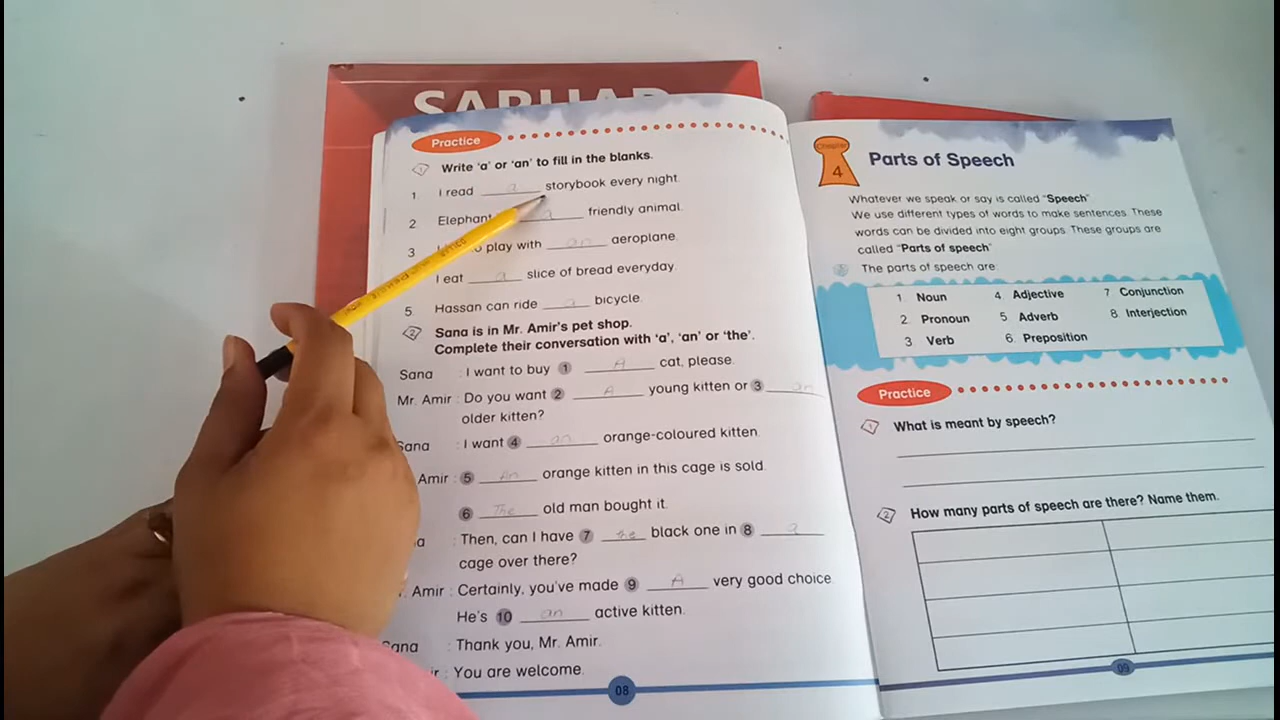 SARHAD
Practice
1 Write 'a' or 'an' to fill in the blanks.
1 I read a storybook every night.
2 Elephant a friendly animal.
3 to play with an aeroplane.
I eat a slice of bread everyday
5. Hassan can ride a bicycle.
2 Sana is in Mr. Amir's pet shop.
Complete their conversation with 'a', 'an' or 'the'.
Sana : I want to buy 1 A cat, please.
Mr. Amir : Do you want 2 A young kitten or 3 an
older kitten?
Sana : I want 4 an orange-coloured kitten.
Amir : 5 An orange kitten in this cage is sold.
6 The old man bought it.
: Then, can I have 7 the black one in 8 a
cage over there?
Amir : Certainly, you've made 9 A very good choice.
He's 10 an active kitten.
Sana : Thank you, Mr. Amir.
: You are welcome.
08
Chapter
4
Parts of Speech
Whatever we speak or say is called "Speech"
We use different types of words to make sentences. These
words can be divided into eight groups. These groups are
called "Parts of speech"
The parts of speech are
1. Noun 4. Adjective 7. Conjunction
2. Pronoun 5. Adverb 8. Interjection
3. Verb 6. Preposition
Practice
1 What is meant by speech?
2 How many parts of speech are there? Name them.
09